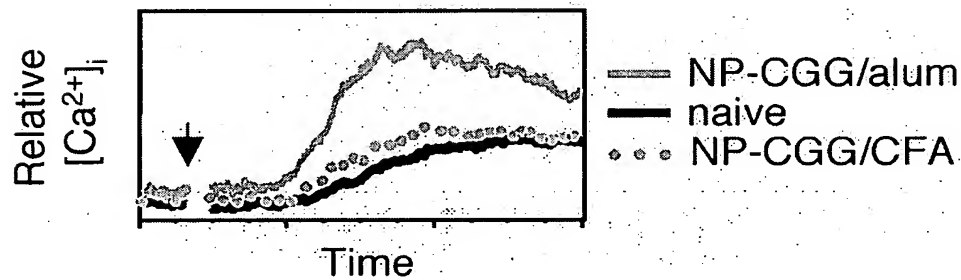 Relative
[Ca²⁺]ᵢ
NP-CGG/alum
naive
NP-CGG/CFA
Time